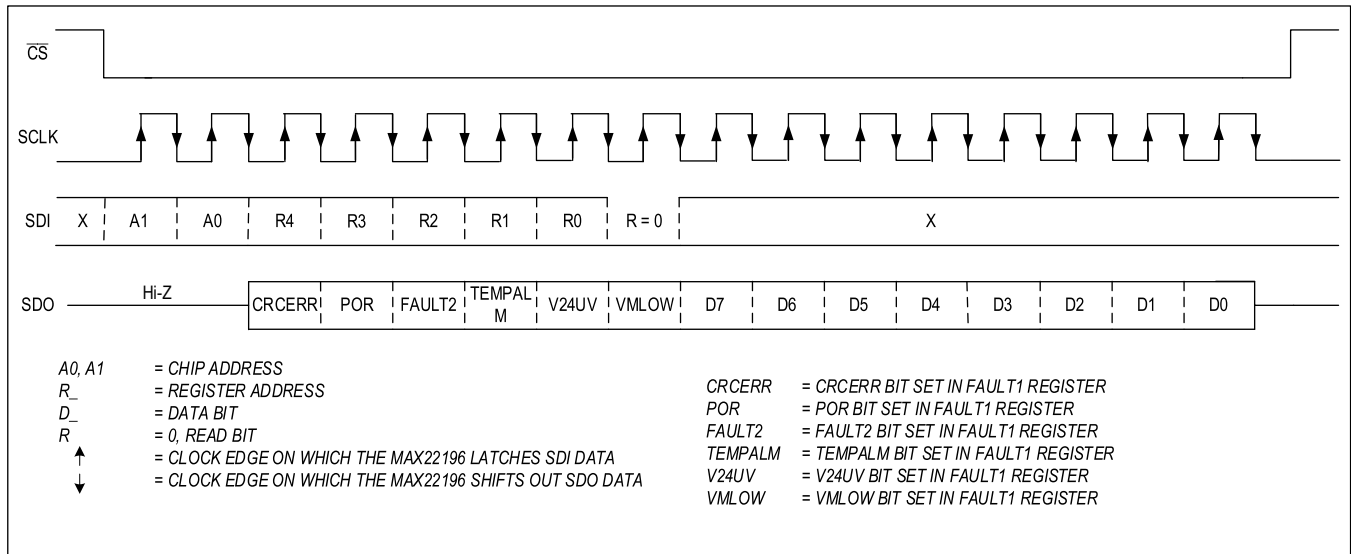 CS
SCLK
SDI X A1 A0 R4 R3 R2 R1 R0 R = 0 X
Hi-Z
SDO CRCERR POR FAULT2 TEMPAL
M V24UV VMLOW D7 D6 D5 D4 D3 D2 D1 D0
A0, A1 = CHIP ADDRESS
R_ = REGISTER ADDRESS
D_ = DATA BIT
R = 0, READ BIT
= CLOCK EDGE ON WHICH THE MAX22196 LATCHES SDI DATA
= CLOCK EDGE ON WHICH THE MAX22196 SHIFTS OUT SDO DATA
CRCERR = CRCERR BIT SET IN FAULT1 REGISTER
POR = POR BIT SET IN FAULT1 REGISTER
FAULT2 = FAULT2 BIT SET IN FAULT1 REGISTER
TEMPALM = TEMPALM BIT SET IN FAULT1 REGISTER
V24UV = V24UV BIT SET IN FAULT1 REGISTER
VMLOW = VMLOW BIT SET IN FAULT1 REGISTER